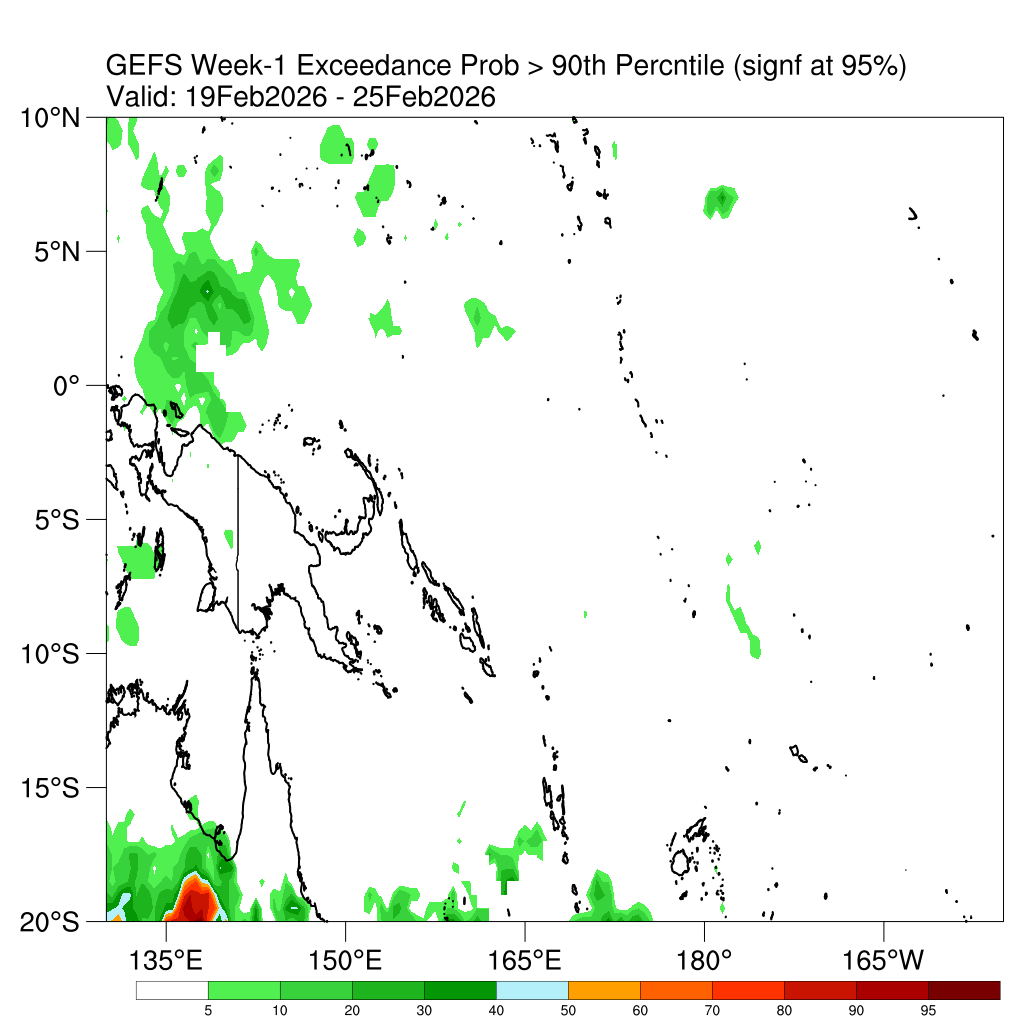 GEFS Week-1 Exceedance Prob > 90th Percntile (signf at 95%)
Valid: 19Feb2026 - 25Feb2026
10°N
5°N
0°
5°S
10°S
15°S
20°S
135°E 150°E 165°E 180° 165°W
5 10 20 30 40 50 60 70 80 90 95